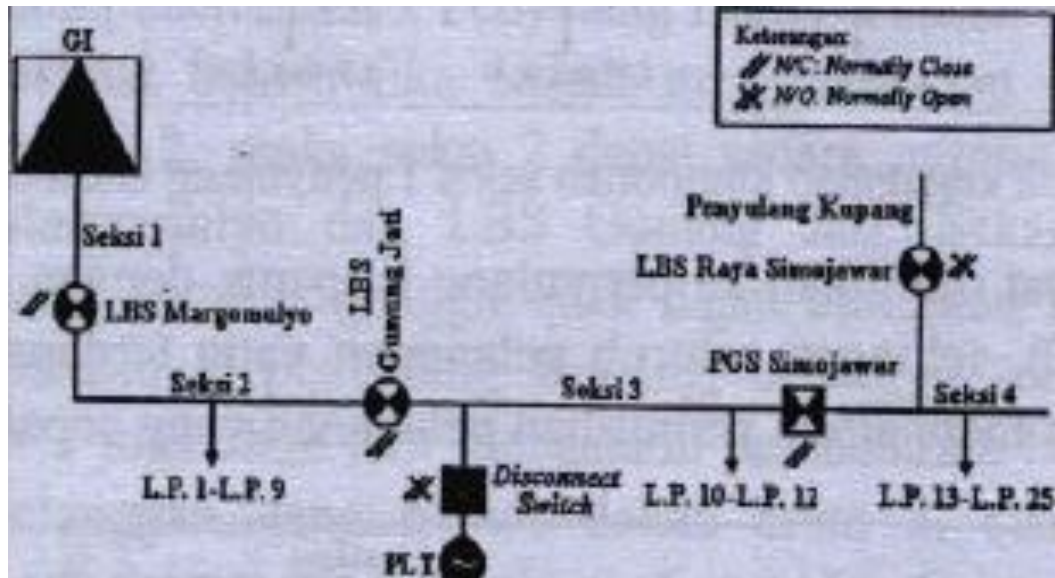 GI
Keterangan:
N/C: Normally Close
N/O: Normally Open
Seksi 1
LBS Margomulyo
LBS
Gunung Jati
Penyulang Kupang
LBS Raya Simojawar
Seksi 2
Seksi 3
PGS Simojawar
Seksi 4
L.P. 1-L.P. 9
Disconnect
Switch
L.P. 10-L.P. 12
L.P. 13-L.P. 25
PLT